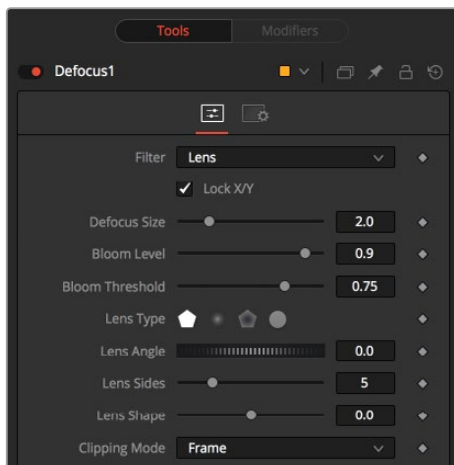 Tools Modifiers
Defocus1
Filter Lens
Lock X/Y
Defocus Size 2.0
Bloom Level 0.9
Bloom Threshold 0.75
Lens Type
Lens Angle 0.0
Lens Sides 5
Lens Shape 0.0
Clipping Mode Frame